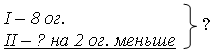 I – 8 ог.
II – ? на 2 ог. меньше
?